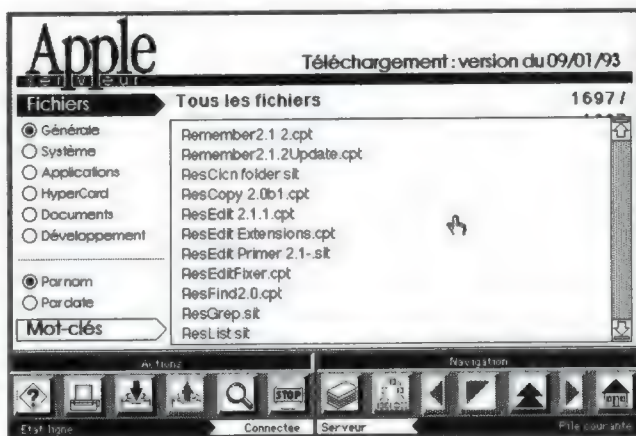 Apple
serveur
Téléchargement : version du 09/01/93
Fichiers
Tous les fichiers
1697/
Générale
Système
Applications
HyperCard
Documents
Développement
Par nom
Par date
Mot-clés
Remember2.1 2.cpt
Remember2.1.2Update.cpt
ResCicn folder sit
ResCopy 2.0b1.cpt
ResEdit 2.1.1.cpt
ResEdit Extensions.cpt
ResEdit Primer 2.1-.sit
ResEditFixer.cpt
ResFind2.0.cpt
ResGrep.sit
ResList sit
Actions
Navigation
STOP
Etat ligne
Connectée
Serveur
Pile courante